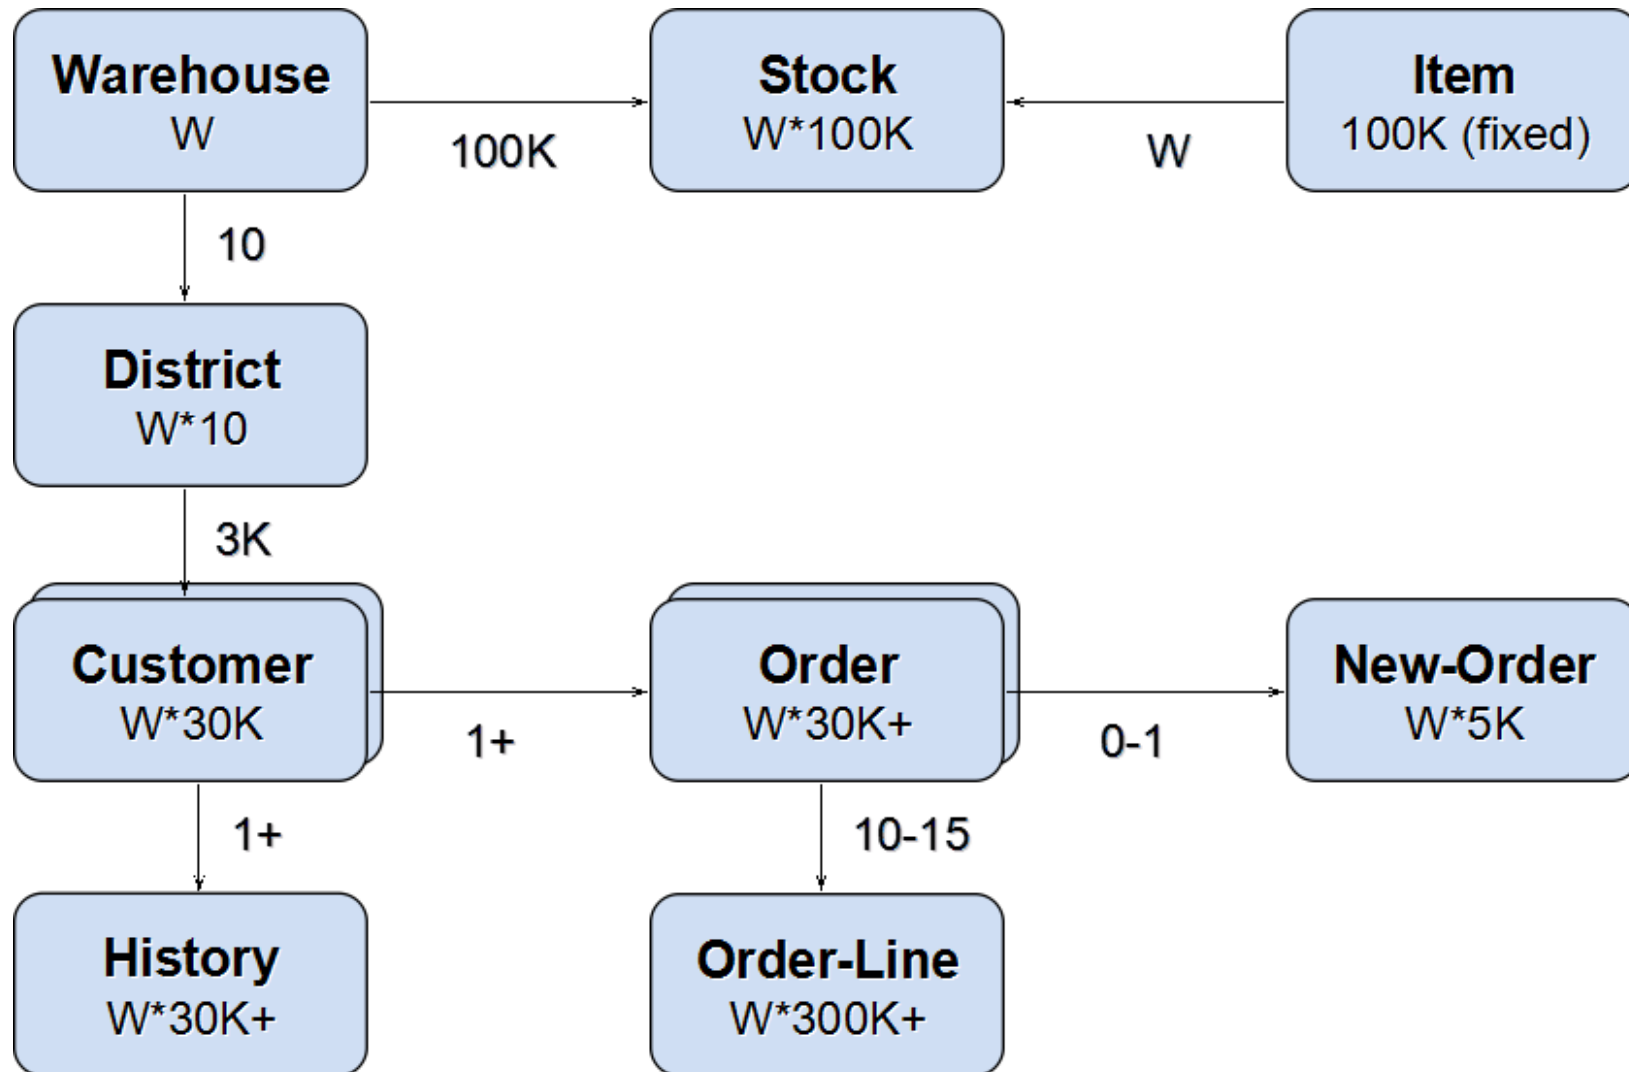 Warehouse
W
100K
Stock
W*100K
W
Item
100K (fixed)
10
District
W*10
3K
Customer
W*30K
1+
Order
W*30K+
0-1
New-Order
W*5K
1+
10-15
History
W*30K+
Order-Line
W*300K+